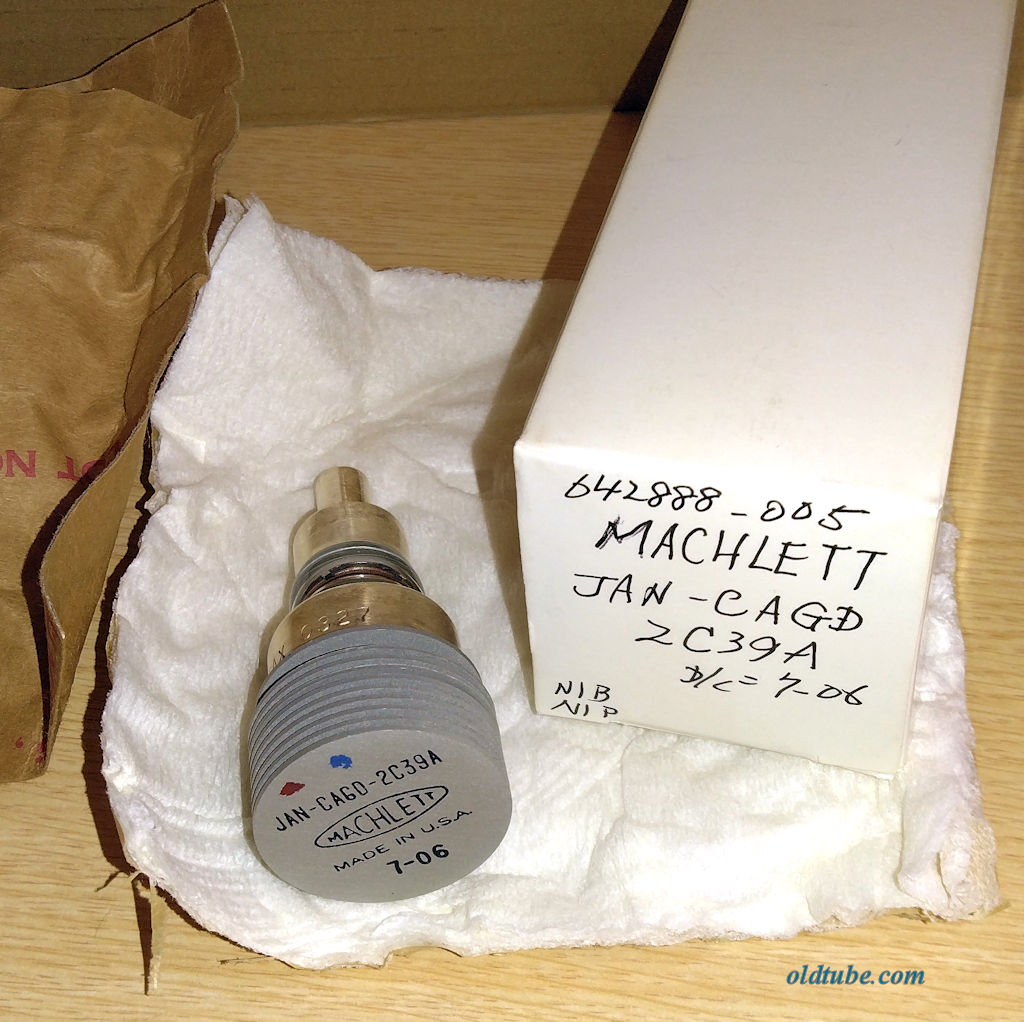 642888-005
MACHLETT
JAN-CAGD
2C39A
D/C = 7-06
NIB
NIP
0327
JAN-CAGD-2C39A
MACHLETT
MADE IN U.S.A.
7-06
oldtube.com